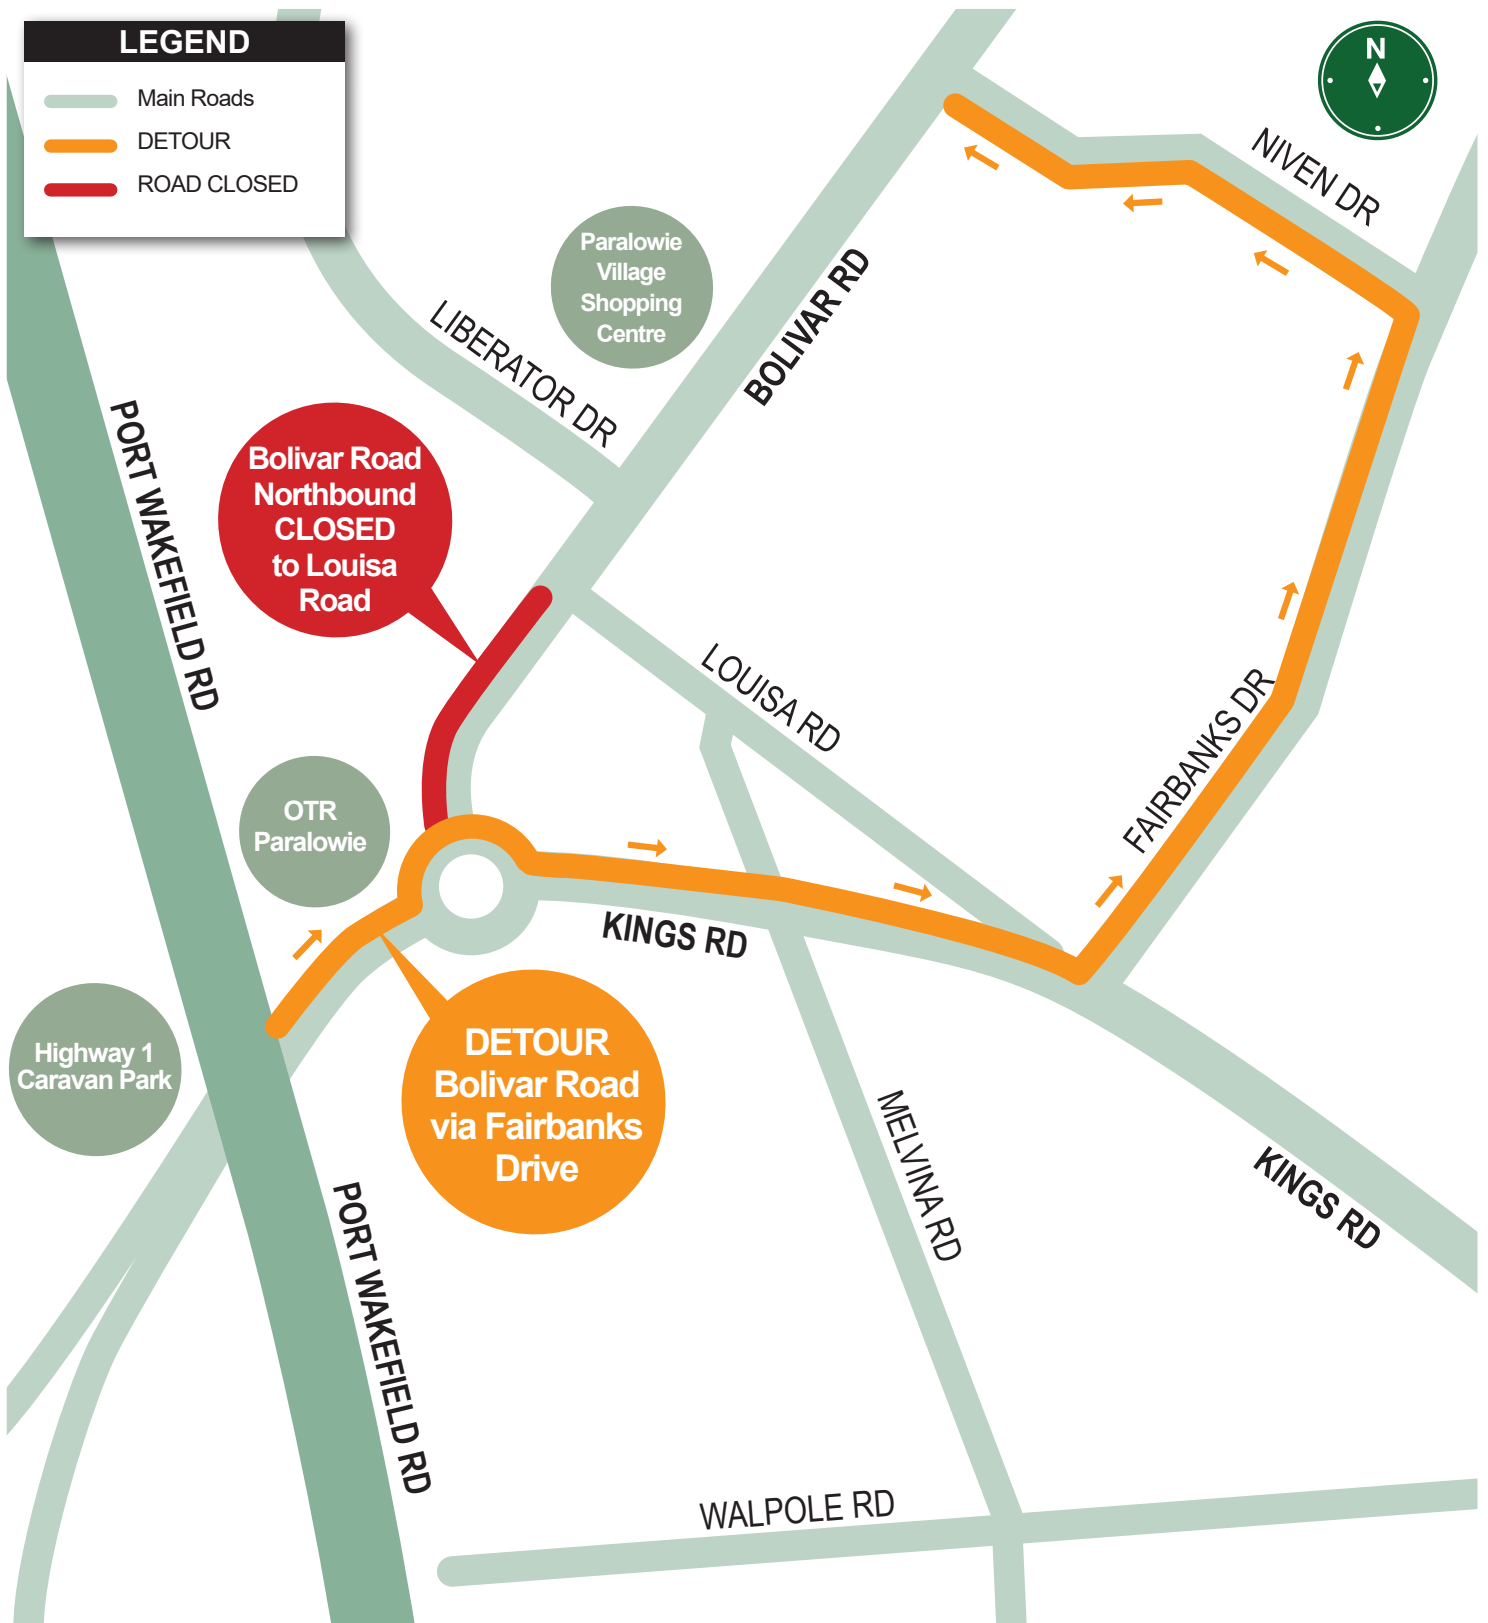 LEGEND
Main Roads
DETOUR
ROAD CLOSED
N
NIVEN DR
Paralowie
Village
Shopping
Centre
BOLIVAR RD
LIBERATOR DR
PORT WAKEFIELD RD
Bolivar Road
Northbound
CLOSED
to Louisa
Road
LOUISA RD
FAIRBANKS DR
OTR
Paralowie
KINGS RD
Highway 1
Caravan Park
DETOUR
Bolivar Road
via Fairbanks
Drive
MELVINA RD
KINGS RD
PORT WAKEFIELD RD
WALPOLE RD